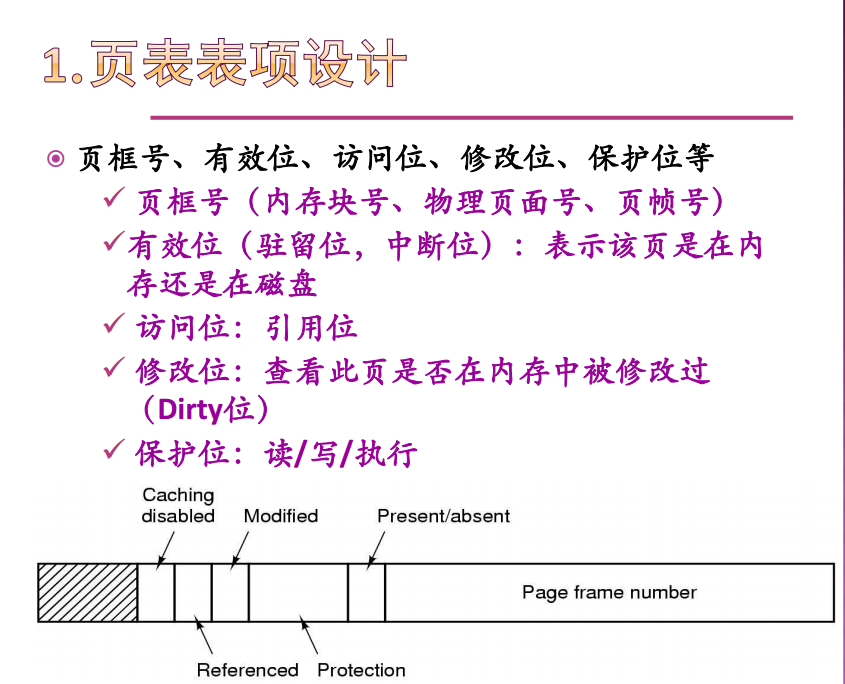 1.页表表项设计
页框号、有效位、访问位、修改位、保护位等
页框号（内存块号、物理页面号、页帧号）
有效位（驻留位，中断位）：表示该页是在内
存还是在磁盘
访问位：引用位
修改位：查看此页是否在内存中被修改过
（Dirty位）
保护位：读/写/执行
Caching
disabled Modified Present/absent
Page frame number
Referenced Protection